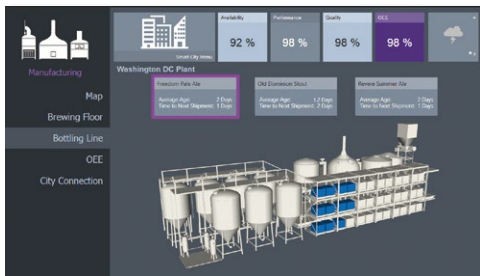 Availability
92 %
Performance
98 %
Quality
98 %
OEE
98 %
Smart City Menu
Manufacturing
Map
Brewing Floor
Bottling Line
OEE
City Connection
Washington DC Plant
Freedom Pale Ale
Average Age: 2 Days
Time to Next Shipment: 1 Days
Old Dominion Stout
Average Age: 12 Days
Time to Next Shipment: 2 Days
Revere Summer Ale
Average Age: 2 Days
Time to Next Shipment: 1 Days